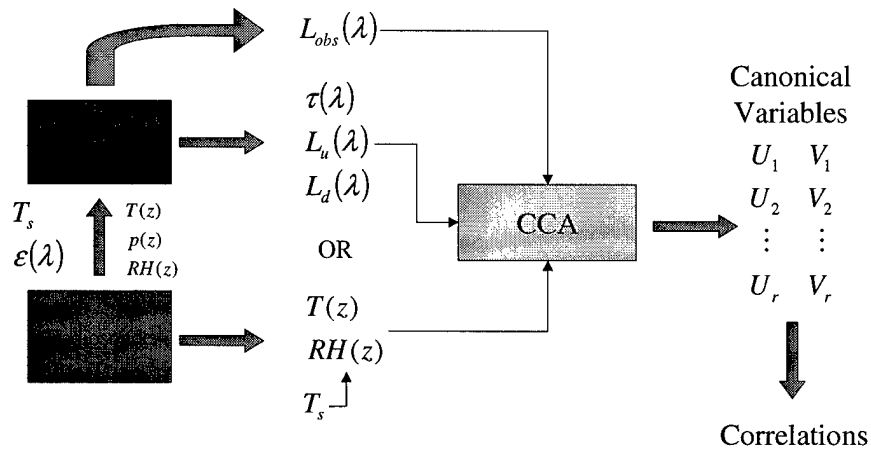 L_obs(λ)
τ(λ)
L_u(λ)
L_d(λ)
OR
T(z)
RH(z)
T_s
T_s
ε(λ)
T(z)
p(z)
RH(z)
CCA
Canonical
Variables
U_1 V_1
U_2 V_2
⋮ ⋮
U_r V_r
Correlations